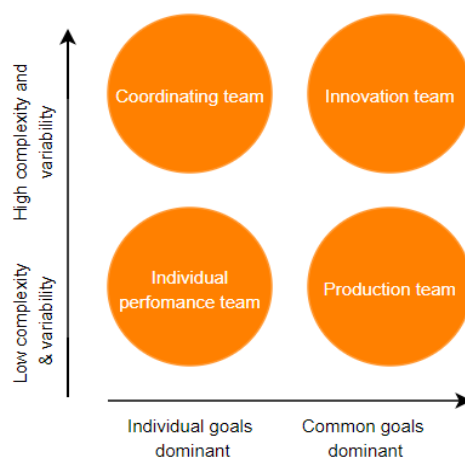 High complexity and
variability
Coordinating team
Innovation team
Low complexity
& variability
Individual
perfomance team
Production team
Individual goals
dominant
Common goals
dominant